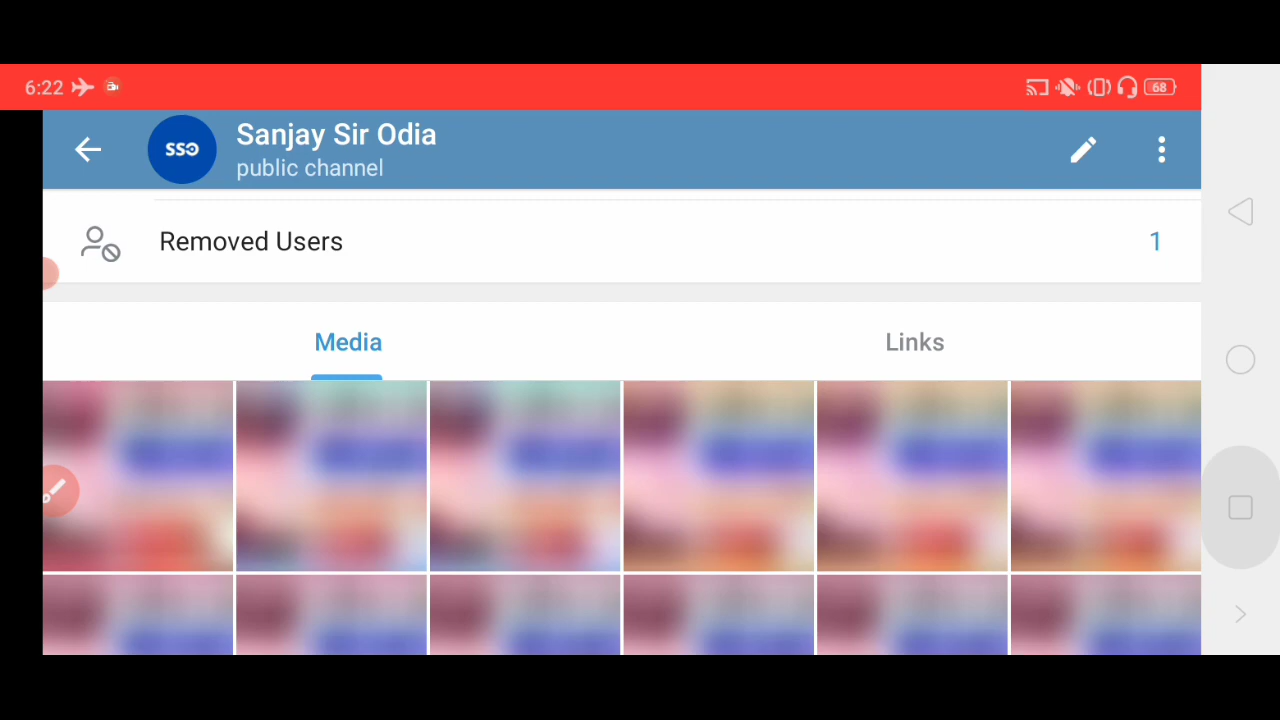 6:22
68
SSO
Sanjay Sir Odia
public channel
Removed Users
1
Media
Links